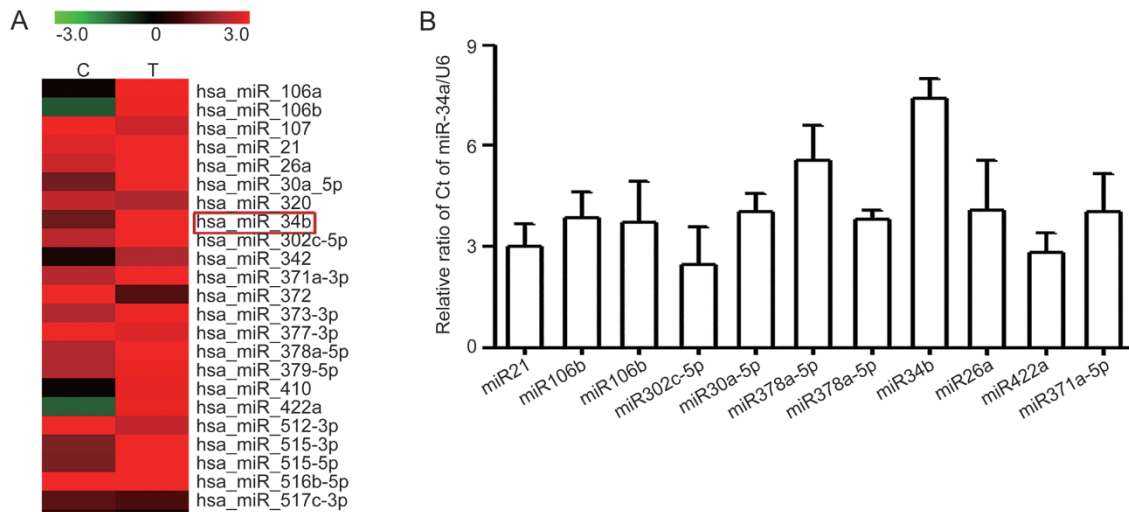 A
-3.0 0 3.0
C T
hsa_miR_106a
hsa_miR_106b
hsa_miR_107
hsa_miR_21
hsa_miR_26a
hsa_miR_30a_5p
hsa_miR_320
hsa_miR_34b
hsa_miR_302c-5p
hsa_miR_342
hsa_miR_371a-3p
hsa_miR_372
hsa_miR_373-3p
hsa_miR_377-3p
hsa_miR_378a-5p
hsa_miR_379-5p
hsa_miR_410
hsa_miR_422a
hsa_miR_512-3p
hsa_miR_515-3p
hsa_miR_515-5p
hsa_miR_516b-5p
hsa_miR_517c-3p
B
Relative ratio of Ct of miR-34a/U6
9
6
3
0
miR21
miR106b
miR106b
miR302c-5p
miR30a-5p
miR378a-5p
miR378a-5p
miR34b
miR26a
miR422a
miR371a-5p